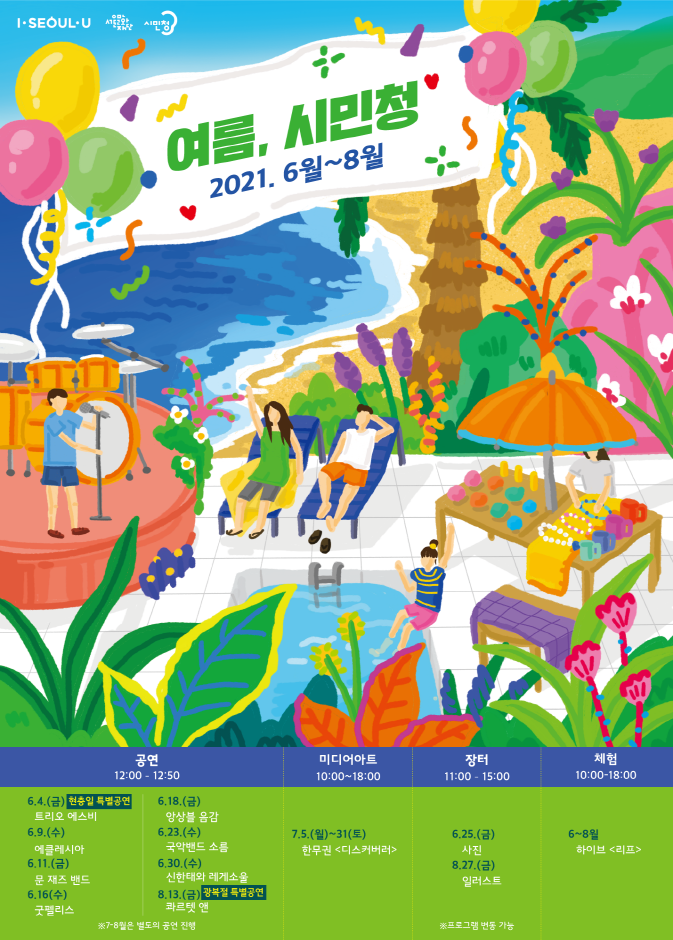 I·SEOUL·U
서울문화재단
시민청
여름, 시민청
2021. 6월~8월
공연
12:00 - 12:50
6.4.(금) 현충일 특별공연
트리오 에스비
6.9.(수)
에클레시아
6.11.(금)
문 재즈 밴드
6.16(수)
굿펠리스
6.18.(금)
앙상블 음감
6.23.(수)
국악밴드 소름
6.30.(수)
신한태와 레게소울
8.13.(금) 광복절 특별공연
콰르텟 앤
※7-8월은 별도의 공연 진행
미디어아트
10:00~18:00
7.5.(월)~31(토)
한무권 <디스커버러>
장터
11:00 - 15:00
6.25.(금)
사진
8.27.(금)
일러스트
※프로그램 변동 가능
체험
10:00-18:00
6~8월
하이브 <리프>